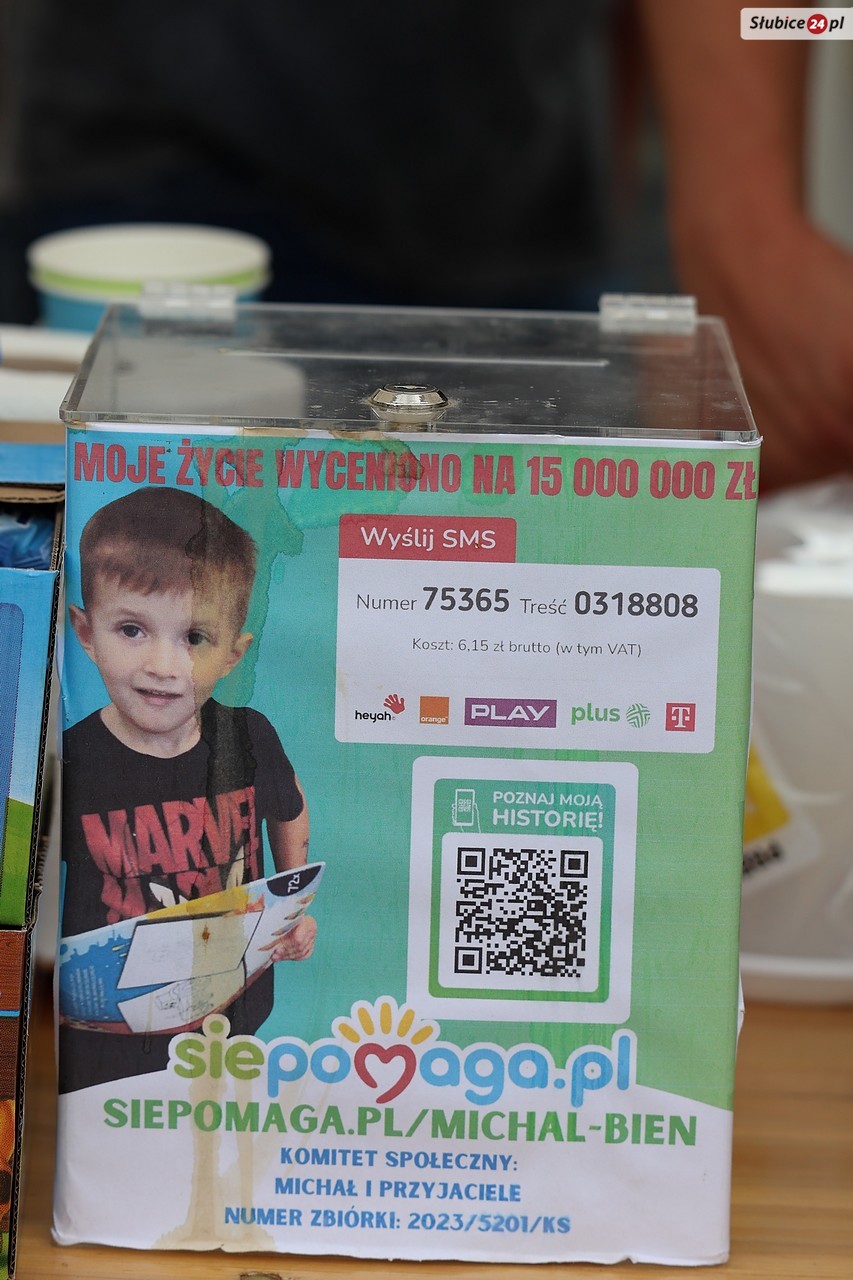 Słubice24.pl
MOJE ŻYCIE WYCENIONO NA 15 000 000 ZŁ
Wyślij SMS
Numer 75365 Treść 0318808
Koszt: 6,15 zł brutto (w tym VAT)
heyah orange PLAY plus T
POZNAJ MOJĄ
HISTORIĘ!
MARVEL
72x
siepomaga.pl
SIEPOMAGA.PL/MICHAL-BIEN
KOMITET SPOŁECZNY:
MICHAŁ I PRZYJACIELE
NUMER ZBIÓRKI: 2023/5201/KS